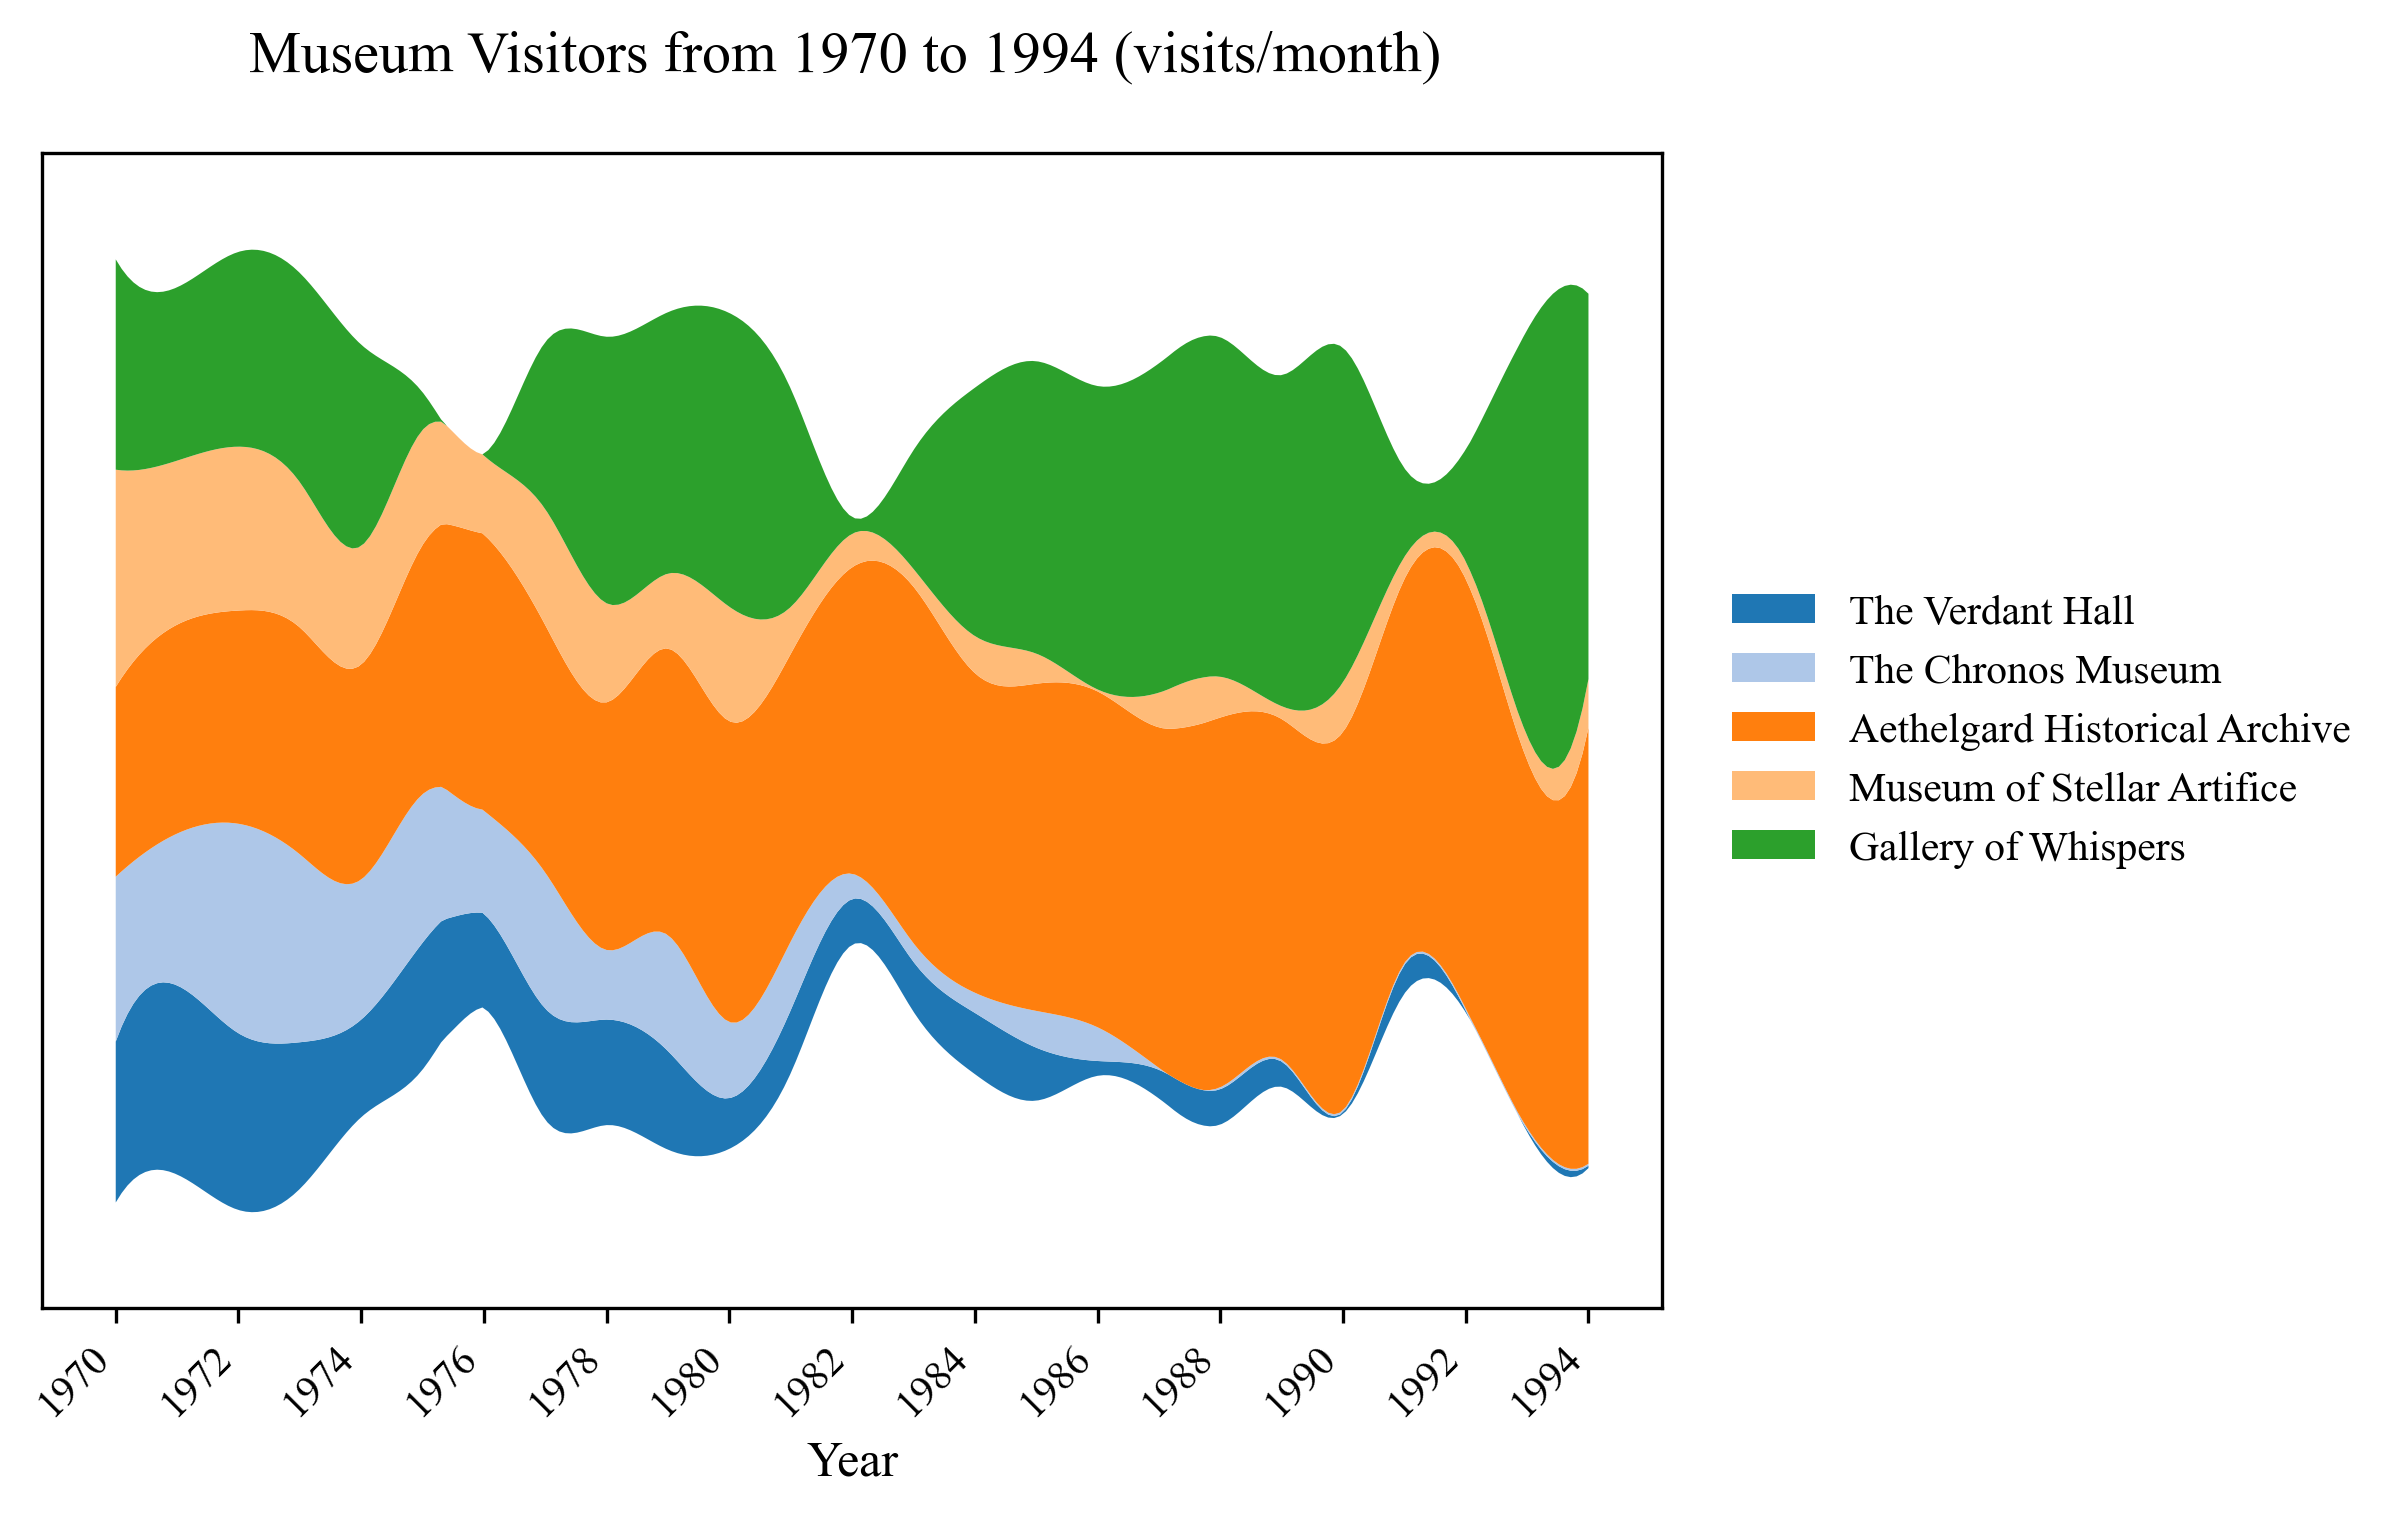 Museum Visitors from 1970 to 1994 (visits/month)
The Verdant Hall
The Chronos Museum
Aethelgard Historical Archive
Museum of Stellar Artifice
Gallery of Whispers
1970
1972
1974
1976
1978
1980
1982
1984
1986
1988
1990
1992
1994
Year